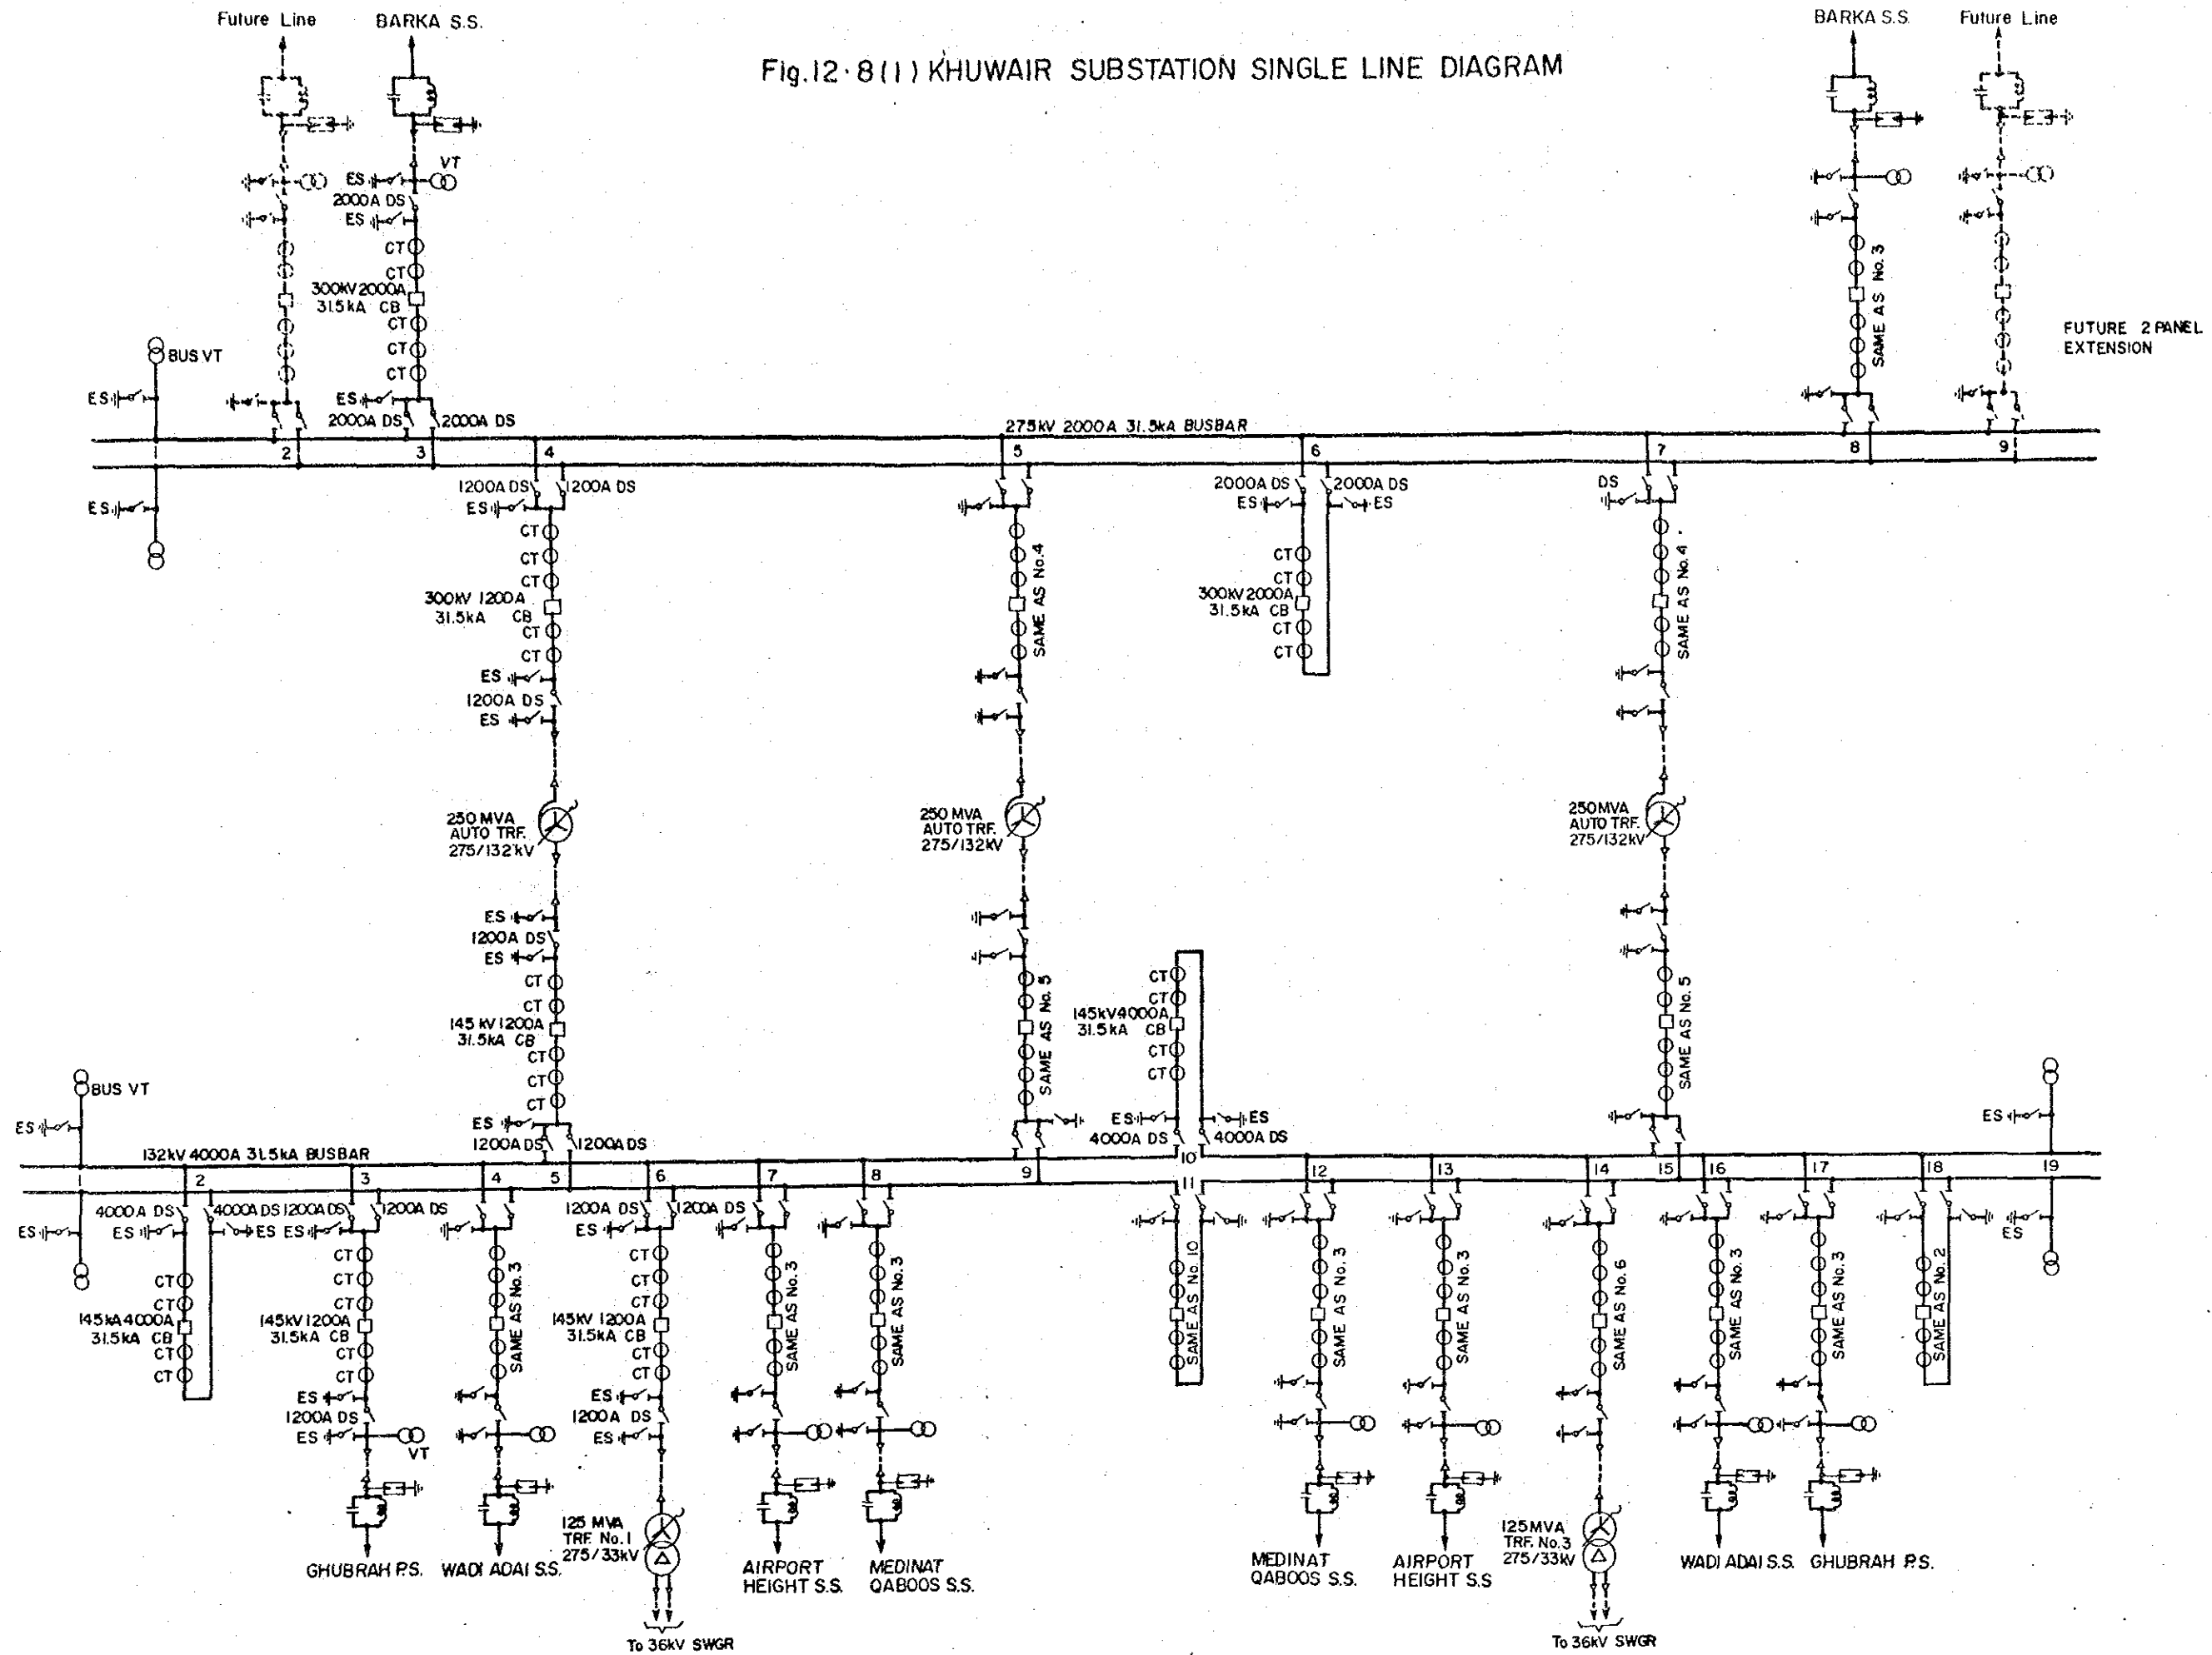 Future Line
BARKA S.S.
BARKA S.S.
Future Line
Fig.12·8(1) KHUWAIR SUBSTATION SINGLE LINE DIAGRAM
VT
ES
2000A DS
ES
CT
CT
300KV 2000A
31.5KA CB
CT
CT
CT
ES
2000A DS
2000A DS
BUS VT
ES
ES
SAME AS No. 3
FUTURE 2 PANEL
EXTENSION
275KV 2000A 31.5KA BUSBAR
2
3
4
5
6
7
8
9
1200A DS
1200A DS
ES
CT
CT
CT
300KV 1200A
31.5KA CB
CT
CT
ES
1200A DS
ES
SAME AS No.4
2000A DS
2000A DS
ES
ES
CT
CT
300KV 2000A
31.5KA CB
CT
CT
DS
SAME AS No.4
250 MVA
AUTO TRF.
275/132KV
250 MVA
AUTO TRF.
275/132KV
250MVA
AUTO TRF.
275/132KV
ES
1200A DS
ES
CT
CT
145 KV 1200A
31.5KA CB
CT
CT
CT
ES
1200A DS
1200A DS
SAME AS No. 5
CT
CT
145KV4000A
31.5KA CB
CT
CT
ES
ES
4000A DS
4000A DS
SAME AS No. 5
BUS VT
ES
ES
ES
ES
132KV 4000A 31.5KA BUSBAR
2
3
4
5
6
7
8
9
10
11
12
13
14
15
16
17
18
19
4000A DS
4000A DS
ES
ES
CT
CT
145KA 4000A
31.5KA CB
CT
CT
1200A DS
1200A DS
ES
CT
CT
CT
145KV 1200A
31.5KA CB
CT
CT
ES
1200A DS
ES
VT
GHUBRAH P.S.
SAME AS No. 3
WADI ADAI S.S.
1200A DS
1200A DS
ES
CT
CT
CT
145KV 1200A
31.5KA CB
CT
CT
ES
1200A DS
ES
125 MVA
TRF. No. 1
275/33KV
To 36KV SWGR
SAME AS No. 3
AIRPORT
HEIGHT S.S.
SAME AS No. 3
MEDINAT
QABOOS S.S.
SAME AS No. 10
SAME AS No. 3
MEDINAT
QABOOS S.S.
SAME AS No. 3
AIRPORT
HEIGHT S.S
SAME AS No. 6
125MVA
TRF. No. 3
275/33KV
To 36KV SWGR
SAME AS No. 3
WADI ADAI S.S.
SAME AS No. 3
GHUBRAH P.S.
SAME AS No. 2